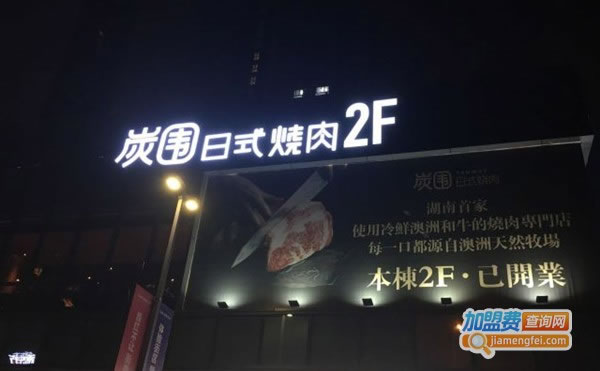 炭围日式燒肉2F
炭围
日式燒肉
湖南首家
使用冷鮮澳洲和牛的燒肉專門店
每一口都源自澳洲天然牧場
本棟2F·已開業
加盟费查询网
jiamengfei.com